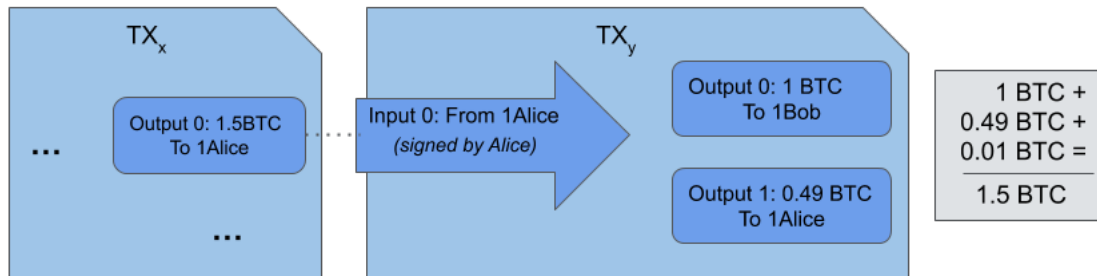 TXx
...
Output 0: 1.5BTC
To 1Alice
...
TXy
Input 0: From 1Alice
(signed by Alice)
Output 0: 1 BTC
To 1Bob
Output 1: 0.49 BTC
To 1Alice
1 BTC +
0.49 BTC +
0.01 BTC =
1.5 BTC